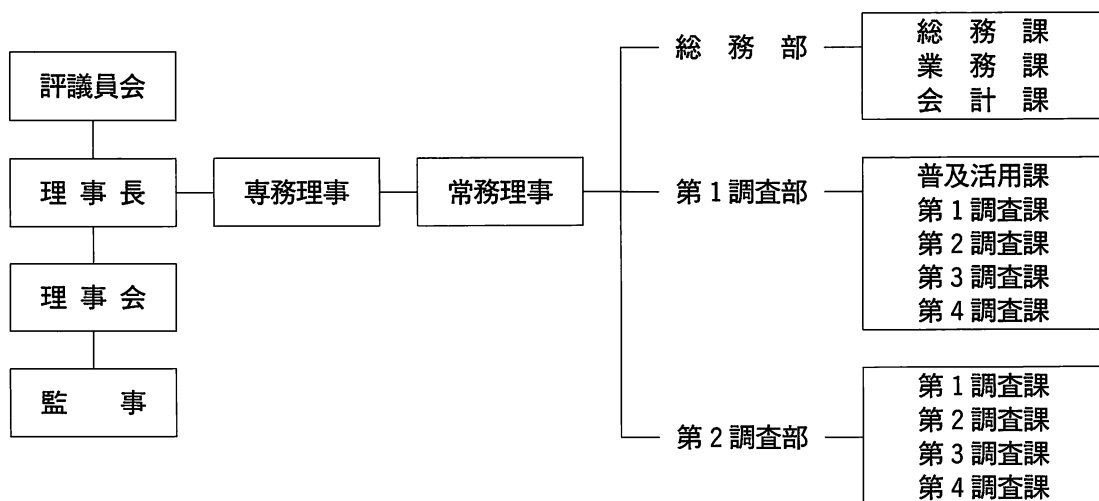 評議員会
理事長
理事会
監事
専務理事
常務理事
総務部
総務課
業務課
会計課
第1調査部
普及活用課
第1調査課
第2調査課
第3調査課
第4調査課
第2調査部
第1調査課
第2調査課
第3調査課
第4調査課